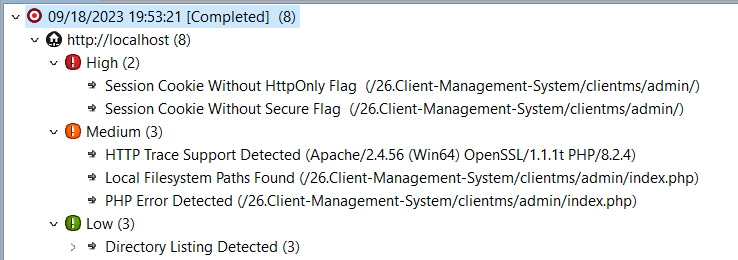 09/18/2023 19:53:21 [Completed] (8)
http://localhost (8)
High (2)
Session Cookie Without HttpOnly Flag (/26.Client-Management-System/clientms/admin/)
Session Cookie Without Secure Flag (/26.Client-Management-System/clientms/admin/)
Medium (3)
HTTP Trace Support Detected (Apache/2.4.56 (Win64) OpenSSL/1.1.1t PHP/8.2.4)
Local Filesystem Paths Found (/26.Client-Management-System/clientms/admin/index.php)
PHP Error Detected (/26.Client-Management-System/clientms/admin/index.php)
Low (3)
Directory Listing Detected (3)